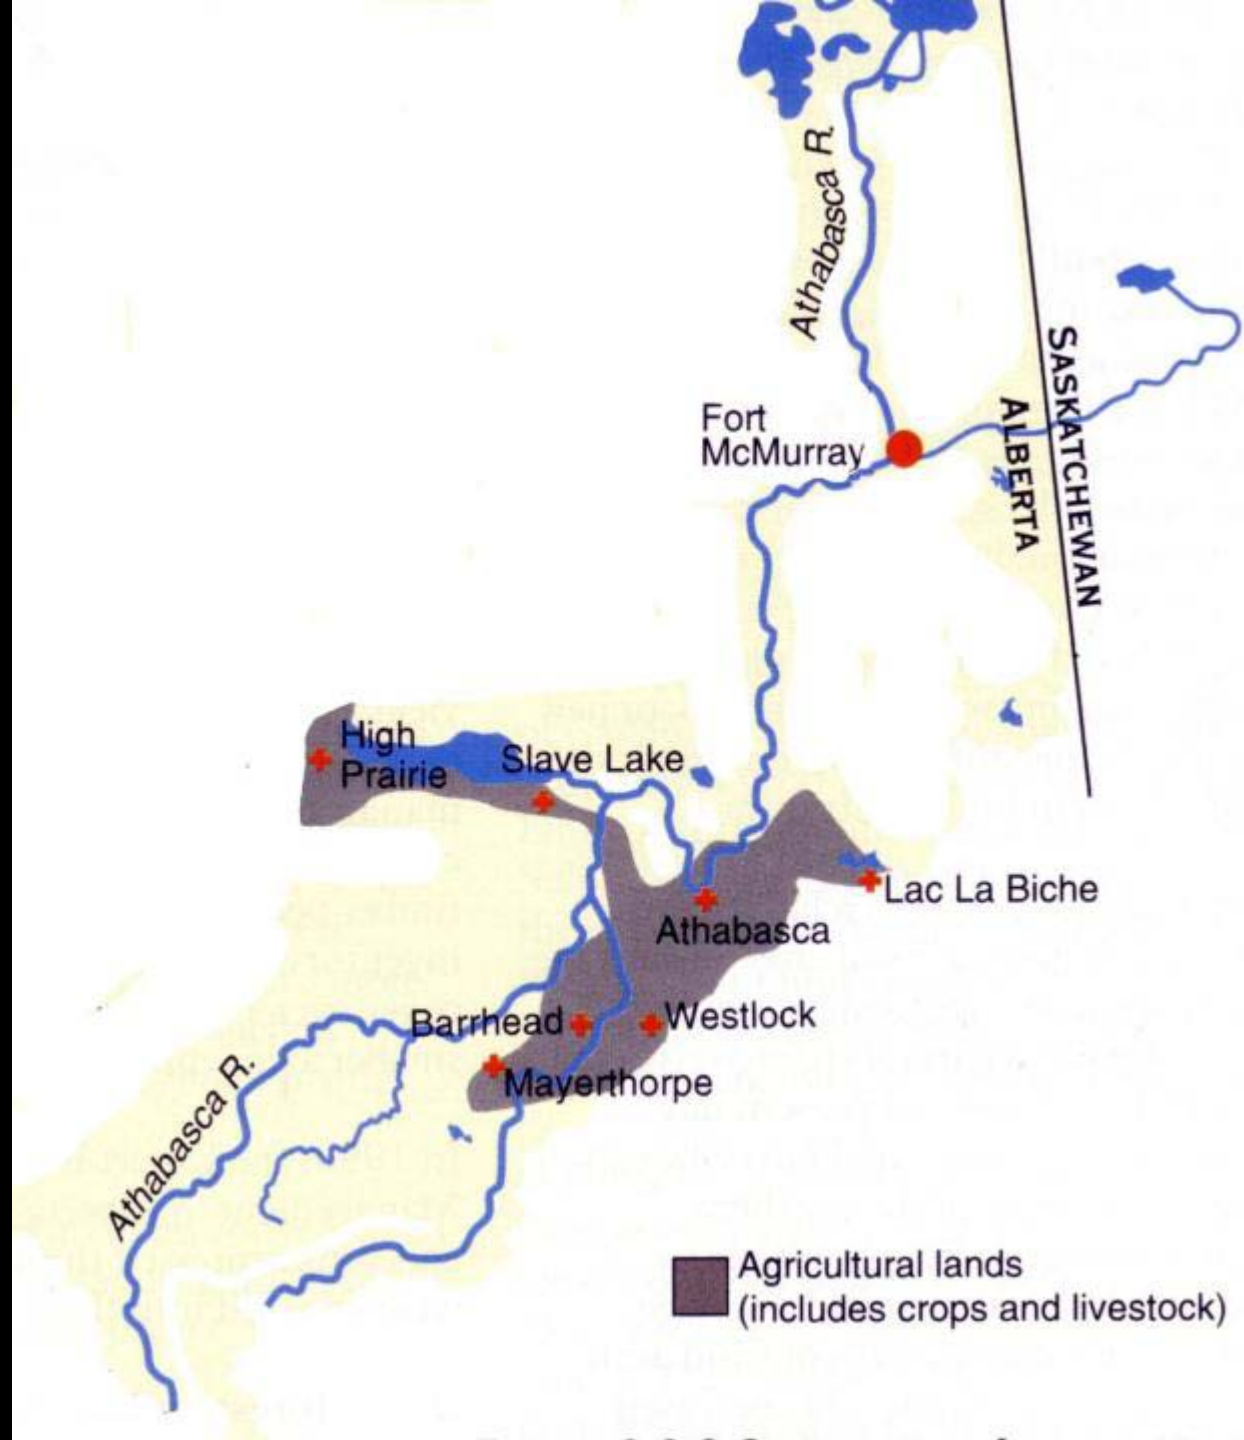 Athabasca R.
SASKATCHEWAN
ALBERTA
Fort
McMurray
High
Prairie
Slave Lake
Lac La Biche
Athabasca
Barrhead
Westlock
Mayerthorpe
Athabasca R.
Agricultural lands
(includes crops and livestock)